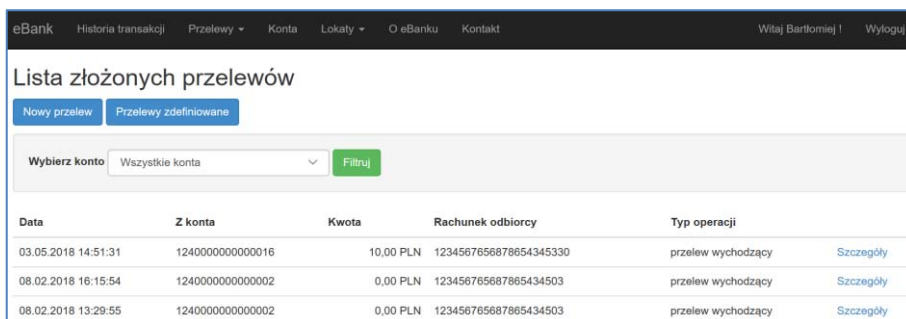 eBank Historia transakcji Przelewy Konta Lokaty O eBanku Kontakt Witaj Bartłomiej ! Wyloguj
Lista złożonych przelewów
Nowy przelew Przelewy zdefiniowane
Wybierz konto Wszystkie konta Filtruj
Data Z konta Kwota Rachunek odbiorcy Typ operacji
03.05.2018 14:51:31 1240000000000016 10,00 PLN 1234567656878654345330 przelew wychodzący Szczegóły
08.02.2018 16:15:54 1240000000000002 0,00 PLN 123456765687865434503 przelew wychodzący Szczegóły
08.02.2018 13:29:55 1240000000000002 0,00 PLN 123456765687865434503 przelew wychodzący Szczegóły